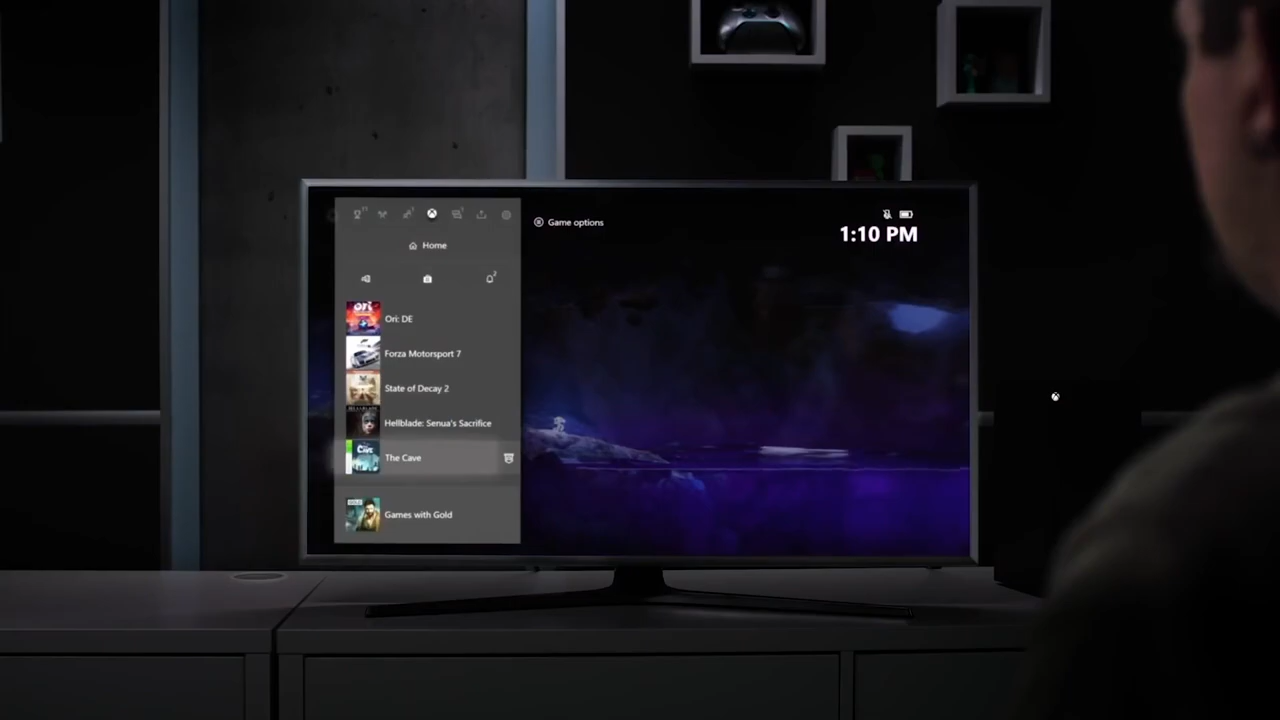 Home
2
Ori: DE
Forza Motorsport 7
State of Decay 2
Hellblade: Senua's Sacrifice
The Cave
Games with Gold
Game options
1:10 PM